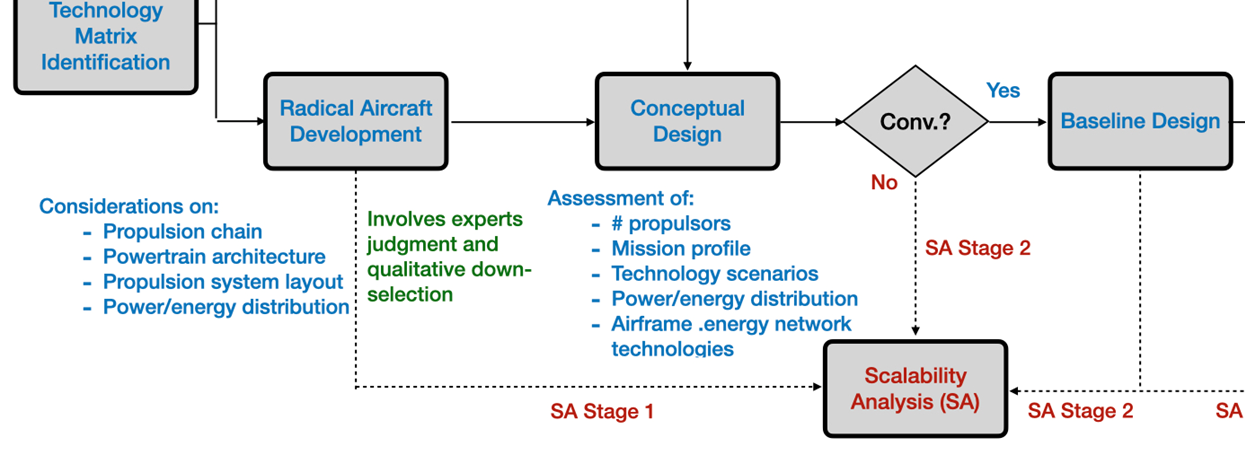 Technology
Matrix
Identification
Radical Aircraft
Development
Conceptual
Design
Conv.?
Yes
Baseline Design
No
Considerations on:
- Propulsion chain
- Powertrain architecture
- Propulsion system layout
- Power/energy distribution
Involves experts
judgment and
qualitative down-
selection
Assessment of:
- # propulsors
- Mission profile
- Technology scenarios
- Power/energy distribution
- Airframe .energy network
technologies
SA Stage 2
Scalability
Analysis (SA)
SA Stage 1
SA Stage 2
SA